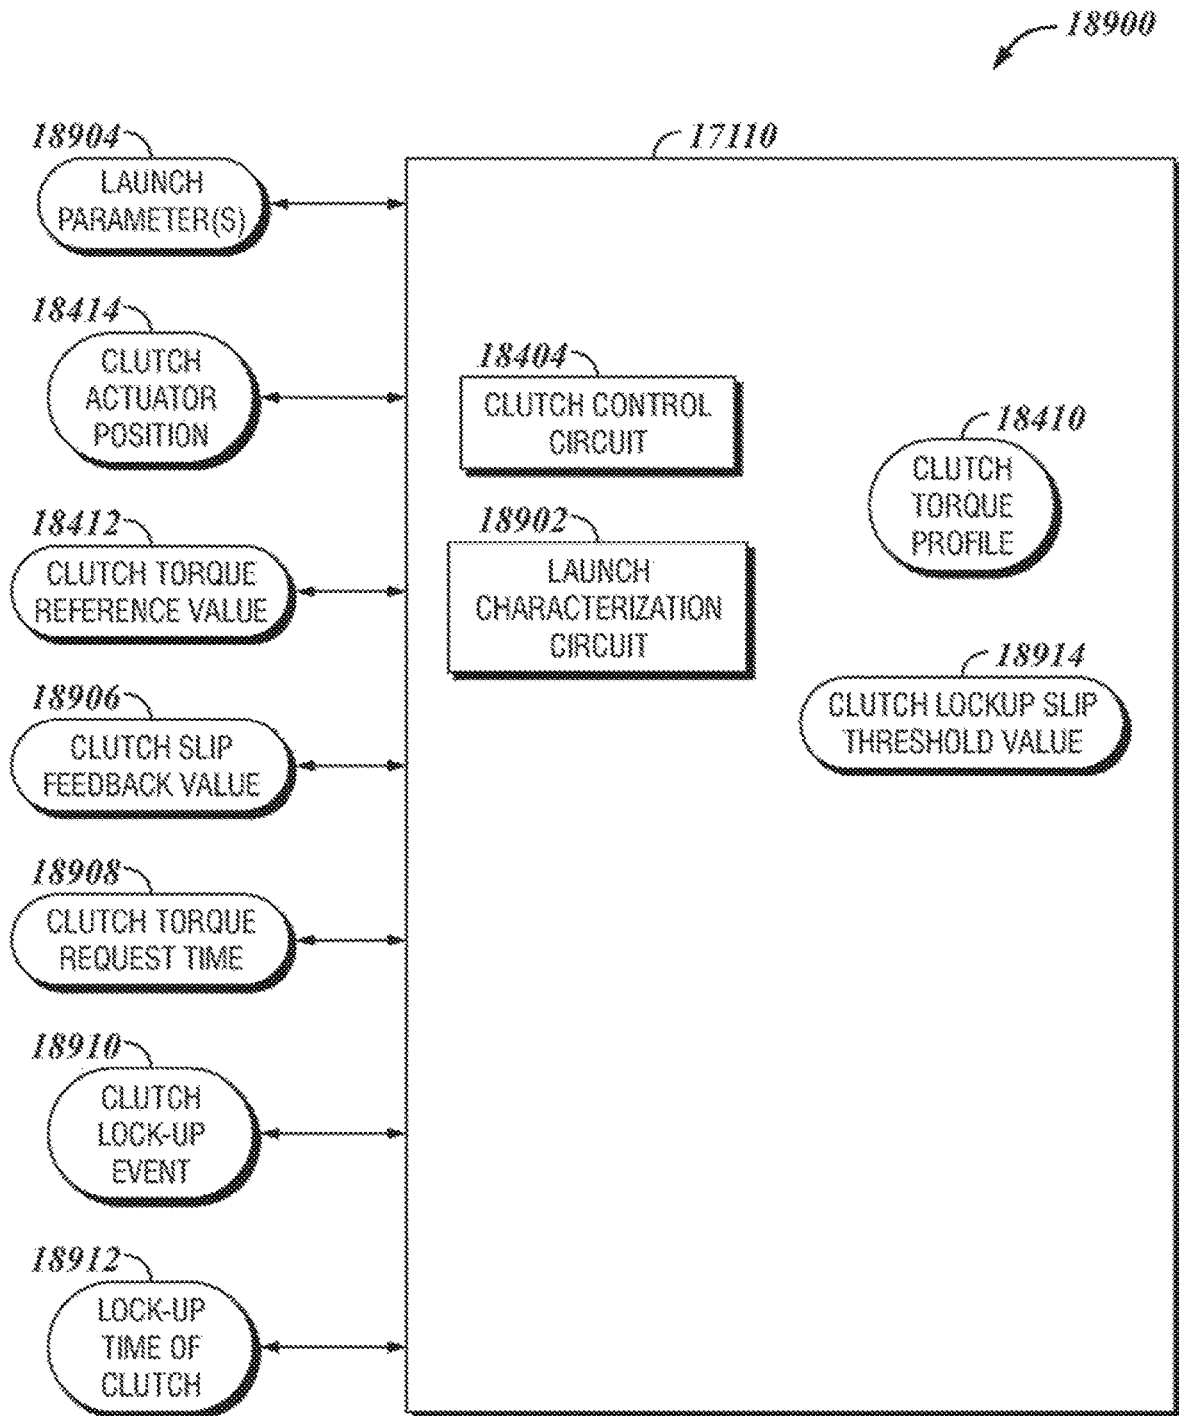 18900
17110
18904
LAUNCH
PARAMETER(S)
18414
CLUTCH
ACTUATOR
POSITION
18404
CLUTCH CONTROL
CIRCUIT
18410
CLUTCH
TORQUE
PROFILE
18412
CLUTCH TORQUE
REFERENCE VALUE
18902
LAUNCH
CHARACTERIZATION
CIRCUIT
18914
CLUTCH LOCKUP SLIP
THRESHOLD VALUE
18906
CLUTCH SLIP
FEEDBACK VALUE
18908
CLUTCH TORQUE
REQUEST TIME
18910
CLUTCH
LOCK-UP
EVENT
18912
LOCK-UP
TIME OF
CLUTCH